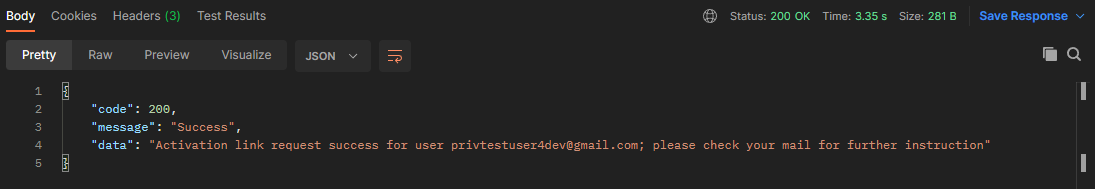 Body Cookies Headers (3) Test Results Status: 200 OK Time: 3.35 s Size: 281 B Save Response
Pretty Raw Preview Visualize JSON
1 {
2 "code": 200,
3 "message": "Success",
4 "data": "Activation link request success for user privtestuser4dev@gmail.com; please check your mail for further instruction"
5 }